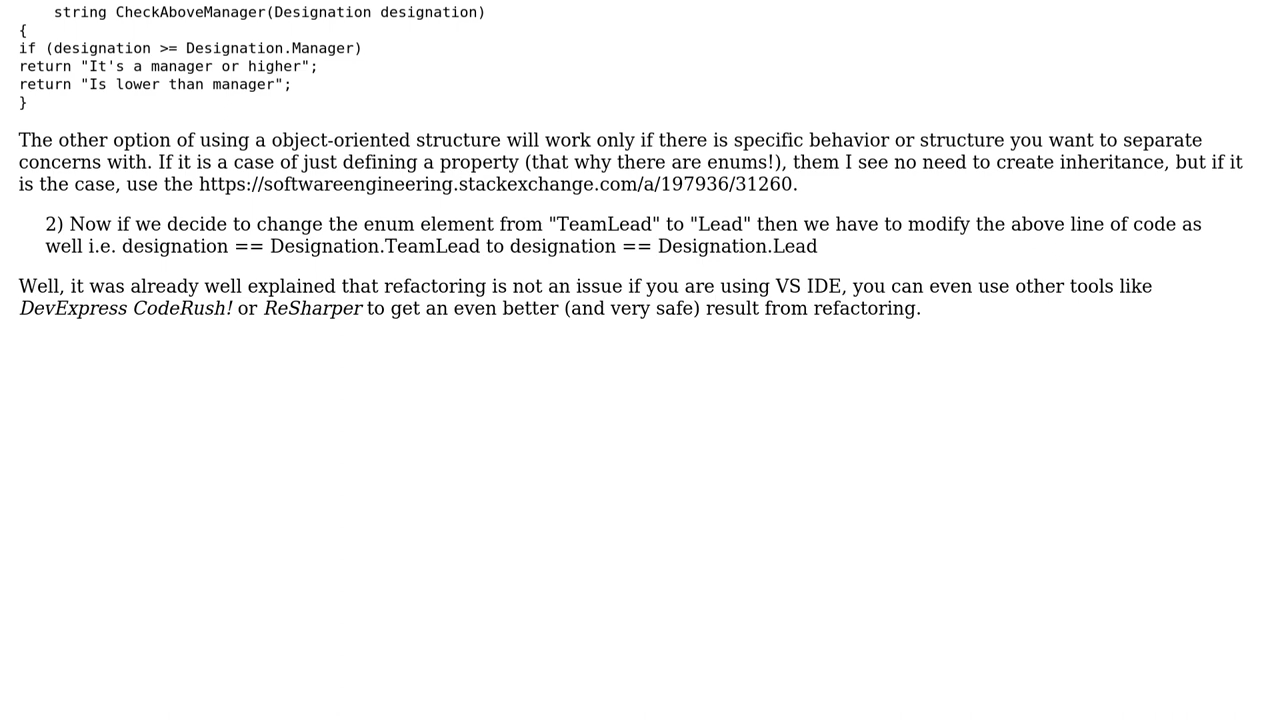 string CheckAboveManager(Designation designation)
{
if (designation >= Designation.Manager)
return "It's a manager or higher";
return "Is lower than manager";
}
The other option of using a object-oriented structure will work only if there is specific behavior or structure you want to separate
concerns with. If it is a case of just defining a property (that why there are enums!), them I see no need to create inheritance, but if it
is the case, use the https://softwareengineering.stackexchange.com/a/197936/31260.
2) Now if we decide to change the enum element from "TeamLead" to "Lead" then we have to modify the above line of code as
well i.e. designation == Designation.TeamLead to designation == Designation.Lead
Well, it was already well explained that refactoring is not an issue if you are using VS IDE, you can even use other tools like
DevExpress CodeRush! or ReSharper to get an even better (and very safe) result from refactoring.